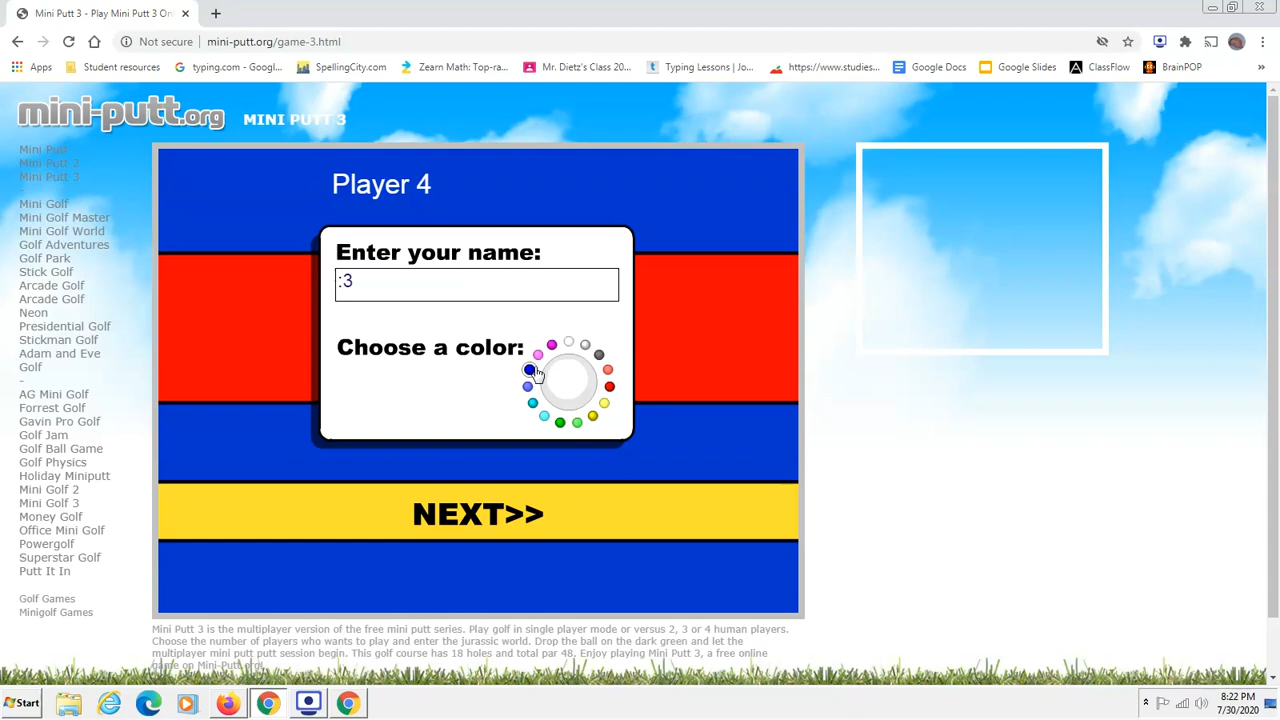 Mini Putt 3 - Play Mini Putt 3 On
Not secure | mini-putt.org/game-3.html
Apps Student resources typing.com - Googl... SpellingCity.com Zearn Math: Top-ra... Mr. Dietz's Class 20... Typing Lessons | Jo... https://www.studies... Google Docs Google Slides ClassFlow BrainPOP »
mini-putt.org MINI PUTT 3
Mini Putt
Mini Putt 2
Mini Putt 3
-
Mini Golf
Mini Golf Master
Mini Golf World
Golf Adventures
Golf Park
Stick Golf
Arcade Golf
Arcade Golf
Neon
Presidential Golf
Stickman Golf
Adam and Eve
Golf
-
AG Mini Golf
Forrest Golf
Gavin Pro Golf
Golf Jam
Golf Ball Game
Golf Physics
Holiday Miniputt
Mini Golf 2
Mini Golf 3
Money Golf
Office Mini Golf
Powergolf
Superstar Golf
Put It In
Golf Games
Minigolf Games
Player 4
Enter your name:
:3
Choose a color:
NEXT>>
Mini Putt 3 is the multiplayer version of the free mini putt series. Play golf in single player mode or versus 2, 3 or 4 human players.
Choose the number of players who wants to play and enter the jurassic world. Drop the ball on the dark green and let the
multiplayer mini putt putt session begin. This golf course has 18 holes and total par 48. Enjoy playing Mini Putt 3, a free online
game on Mini-Putt.org!
Start
8:22 PM
7/30/2020